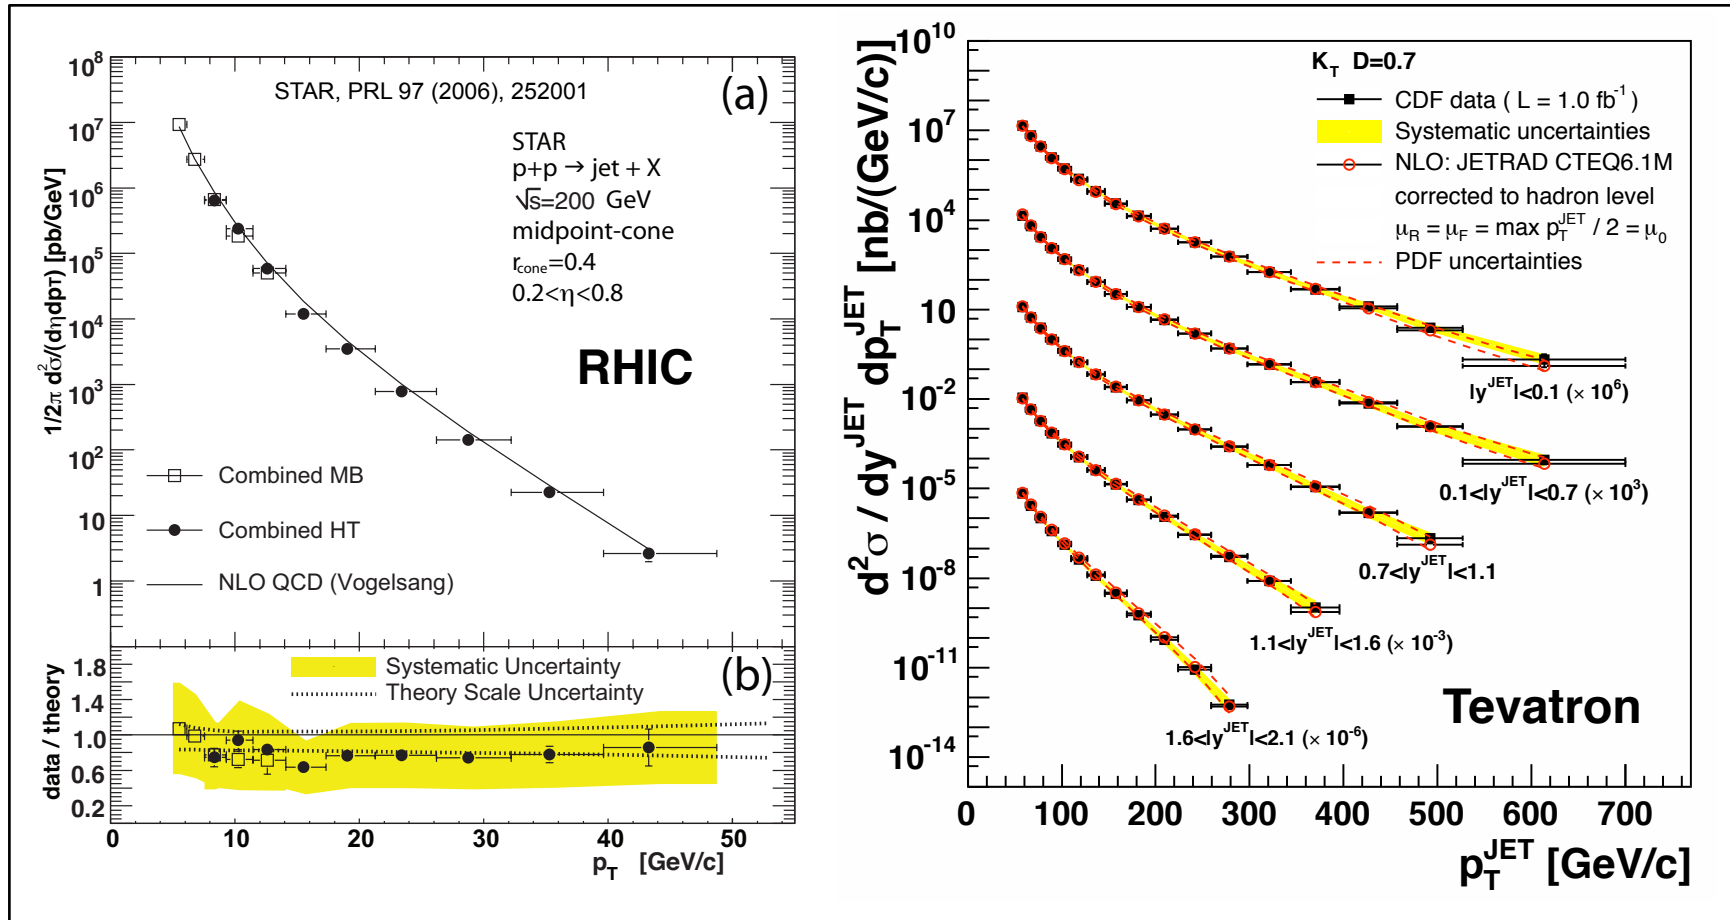 STAR, PRL 97 (2006), 252001
(a)
STAR
p+p → jet + X
√s=200 GeV
midpoint-cone
r_cone=0.4
0.2<η<0.8
RHIC
1/2π d²σ/(dηdp_T) [pb/GeV]
10⁸
10⁷
10⁶
10⁵
10⁴
10³
10²
10
1
Combined MB
Combined HT
NLO QCD (Vogelsang)
(b)
Systematic Uncertainty
Theory Scale Uncertainty
data / theory
1.8
1.4
1.0
0.6
0.2
0 10 20 30 40 50
p_T [GeV/c]
d²σ / dy^JET dp_T^JET [nb/(GeV/c)]
10¹⁰
10⁷
10⁴
10
10⁻²
10⁻⁵
10⁻⁸
10⁻¹¹
10⁻¹⁴
K_T D=0.7
CDF data ( L = 1.0 fb⁻¹)
Systematic uncertainties
NLO: JETRAD CTEQ6.1M
corrected to hadron level
μ_R = μ_F = max p_T^JET / 2 = μ_0
PDF uncertainties
|y^JET|<0.1 (× 10⁶)
0.1<|y^JET|<0.7 (× 10³)
0.7<|y^JET|<1.1
1.1<|y^JET|<1.6 (× 10⁻³)
1.6<|y^JET|<2.1 (× 10⁻⁶)
Tevatron
0 100 200 300 400 500 600 700
p_T^JET [GeV/c]